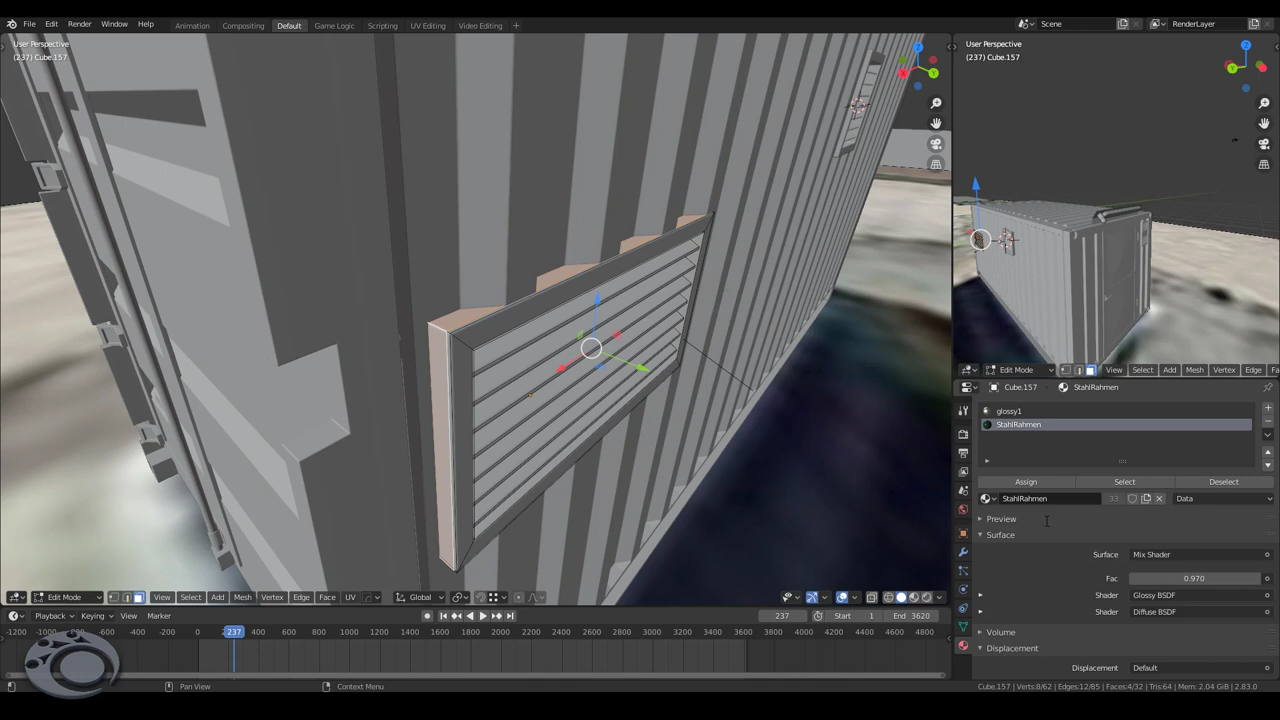 File Edit Render Window Help Animation Compositing Default Game Logic Scripting UV Editing Video Editing + Scene RenderLayer
User Perspective
(237) Cube.157
User Perspective
(237) Cube.157
Edit Mode View Select Add Mesh Vertex Edge Fa
Cube.157 StahlRahmen
glossy1
StahlRahmen
Assign Select Deselect
StahlRahmen 33 Data
Preview
Surface
Surface Mix Shader
Fac 0.970
Shader Glossy BSDF
Shader Diffuse BSDF
Volume
Displacement
Displacement Default
Edit Mode View Select Add Mesh Vertex Edge Face UV Global
Playback Keying View Marker 237 Start 1 End 3620
-1200 -1000 -800 -400 0 237 400 600 800 1000 1200 1400 1600 1800 2000 2200 2400 2600 2800 3000 3200 3400 3600 3800 4000 4200 4400 4600 4800
Pan View Context Menu Cube.157 | Verts:8/62 | Edges:12/85 | Faces:4/32 | Tris:64 | Mem: 2.04 GiB | 2.83.0